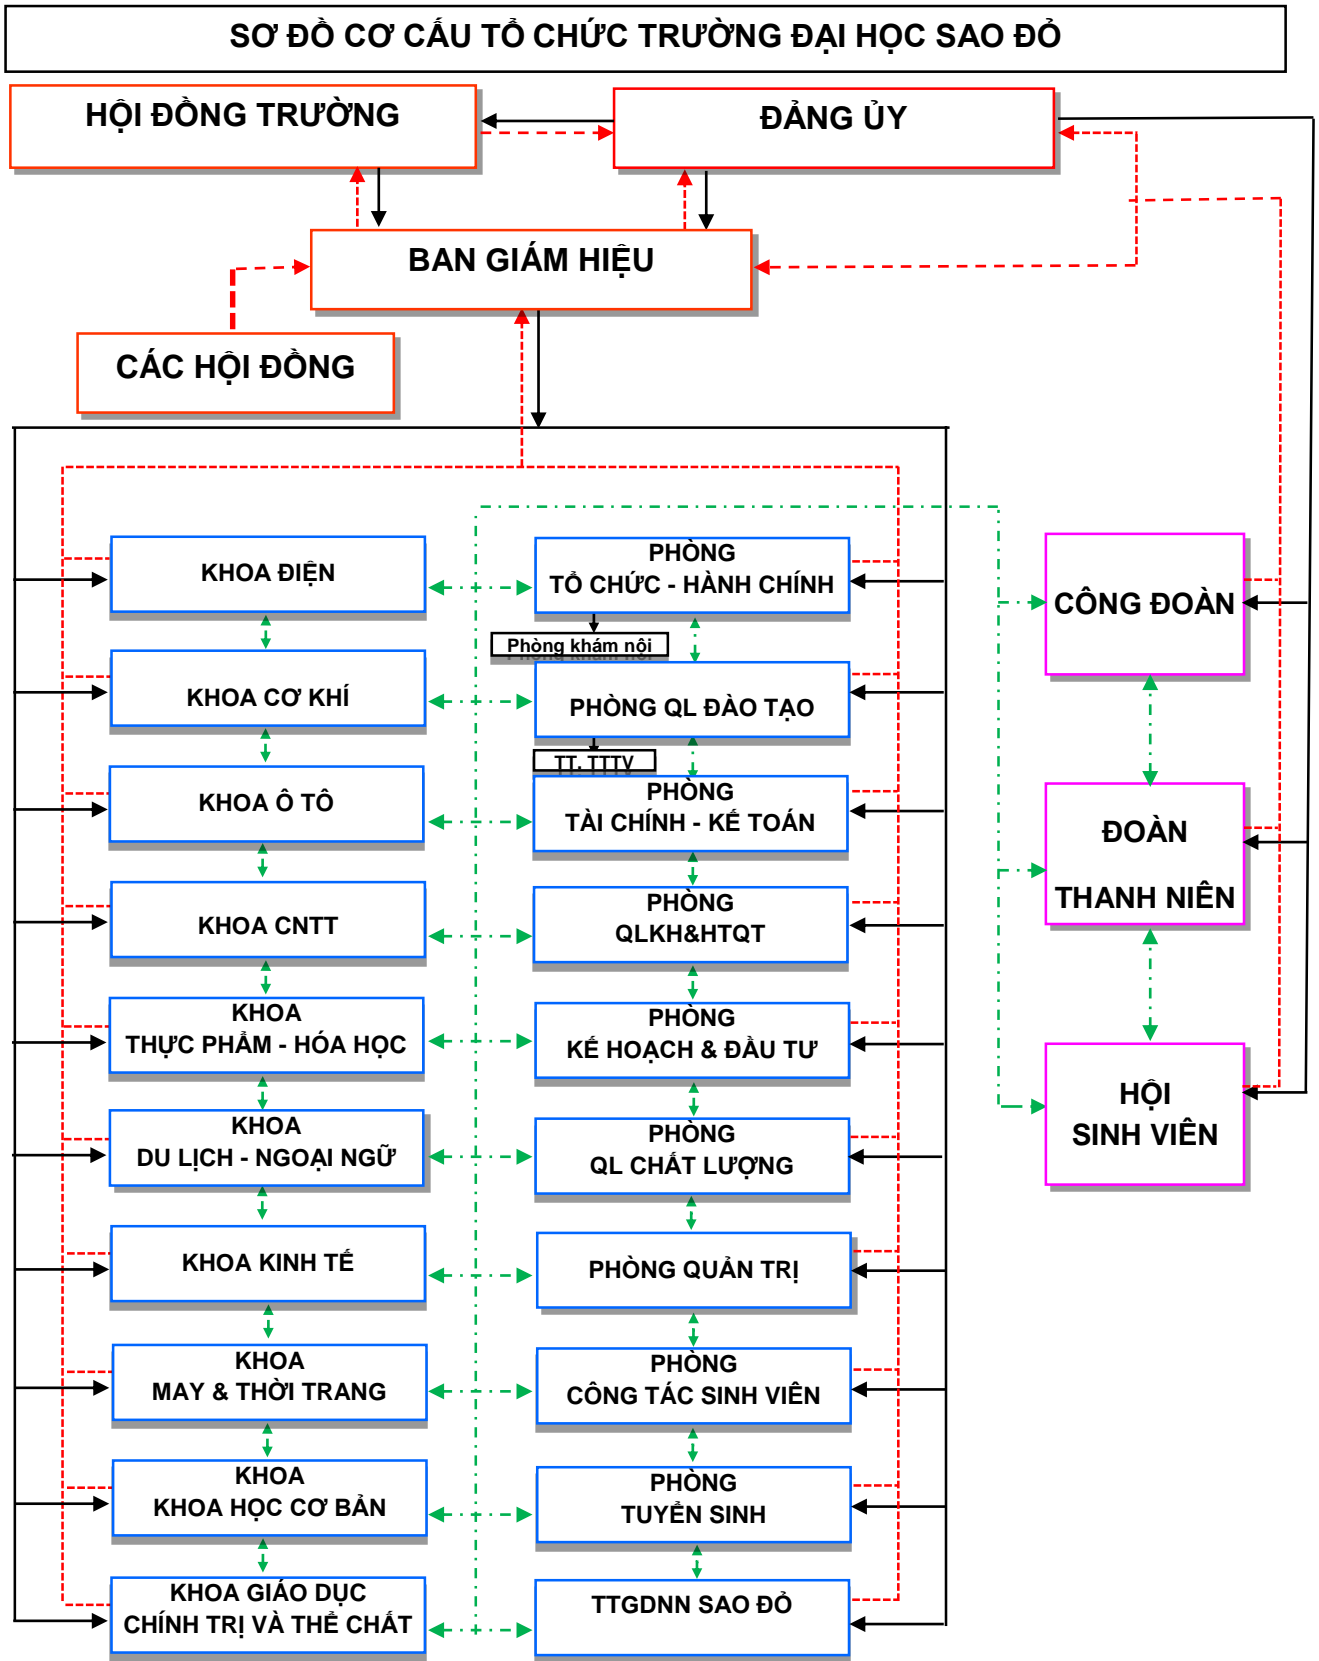 SƠ ĐỒ CƠ CẤU TỔ CHỨC TRƯỜNG ĐẠI HỌC SAO ĐỎ
HỘI ĐỒNG TRƯỜNG
ĐẢNG ỦY
BAN GIÁM HIỆU
CÁC HỘI ĐỒNG
KHOA ĐIỆN
KHOA CƠ KHÍ
KHOA Ô TÔ
KHOA CNTT
KHOA
THỰC PHẨM - HÓA HỌC
KHOA
DU LỊCH - NGOẠI NGỮ
KHOA KINH TẾ
KHOA
MAY & THỜI TRANG
KHOA
KHOA HỌC CƠ BẢN
KHOA GIÁO DỤC
CHÍNH TRỊ VÀ THỂ CHẤT
PHÒNG
TỔ CHỨC - HÀNH CHÍNH
Phòng khám nội
PHÒNG QL ĐÀO TẠO
TT. TTTV
PHÒNG
TÀI CHÍNH - KẾ TOÁN
PHÒNG
QLKH&HTQT
PHÒNG
KẾ HOẠCH & ĐẦU TƯ
PHÒNG
QL CHẤT LƯỢNG
PHÒNG QUẢN TRỊ
PHÒNG
CÔNG TÁC SINH VIÊN
PHÒNG
TUYỂN SINH
TTGDNN SAO ĐỎ
CÔNG ĐOÀN
ĐOÀN
THANH NIÊN
HỘI
SINH VIÊN